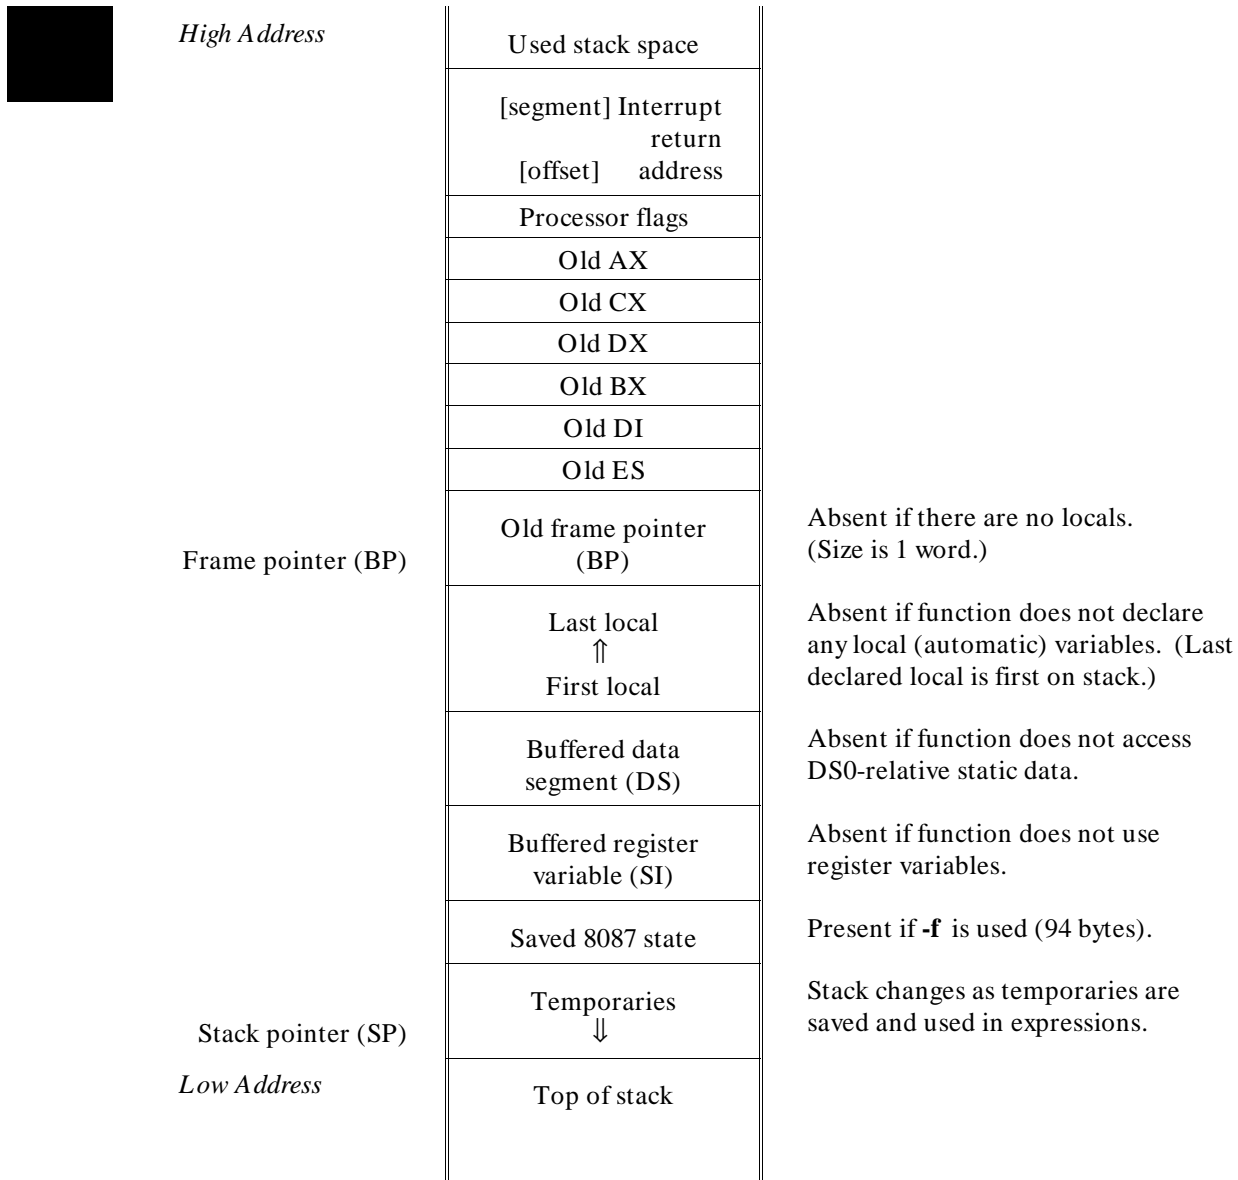 High Address
Used stack space
[segment] Interrupt
return
[offset] address
Processor flags
Old AX
Old CX
Old DX
Old BX
Old DI
Old ES
Frame pointer (BP)
Old frame pointer
(BP)
Absent if there are no locals.
(Size is 1 word.)
Last local
⇑
First local
Absent if function does not declare
any local (automatic) variables. (Last
declared local is first on stack.)
Buffered data
segment (DS)
Absent if function does not access
DS0-relative static data.
Buffered register
variable (SI)
Absent if function does not use
register variables.
Saved 8087 state
Present if -f is used (94 bytes).
Stack pointer (SP)
Temporaries
⇓
Stack changes as temporaries are
saved and used in expressions.
Low Address
Top of stack